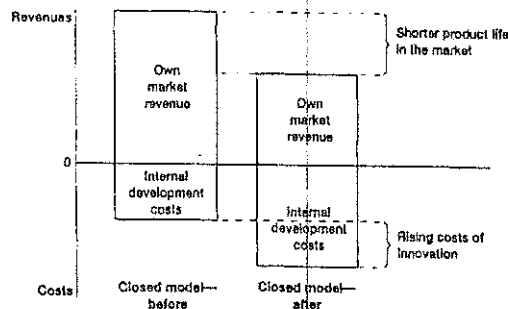 Revenues
Shorter product life
in the market
Own
market
revenue
Own
market
revenue
0
Internal
development
costs
Internal
development
costs
Rising costs of
innovation
Costs
Closed model—
before
Closed model—
after